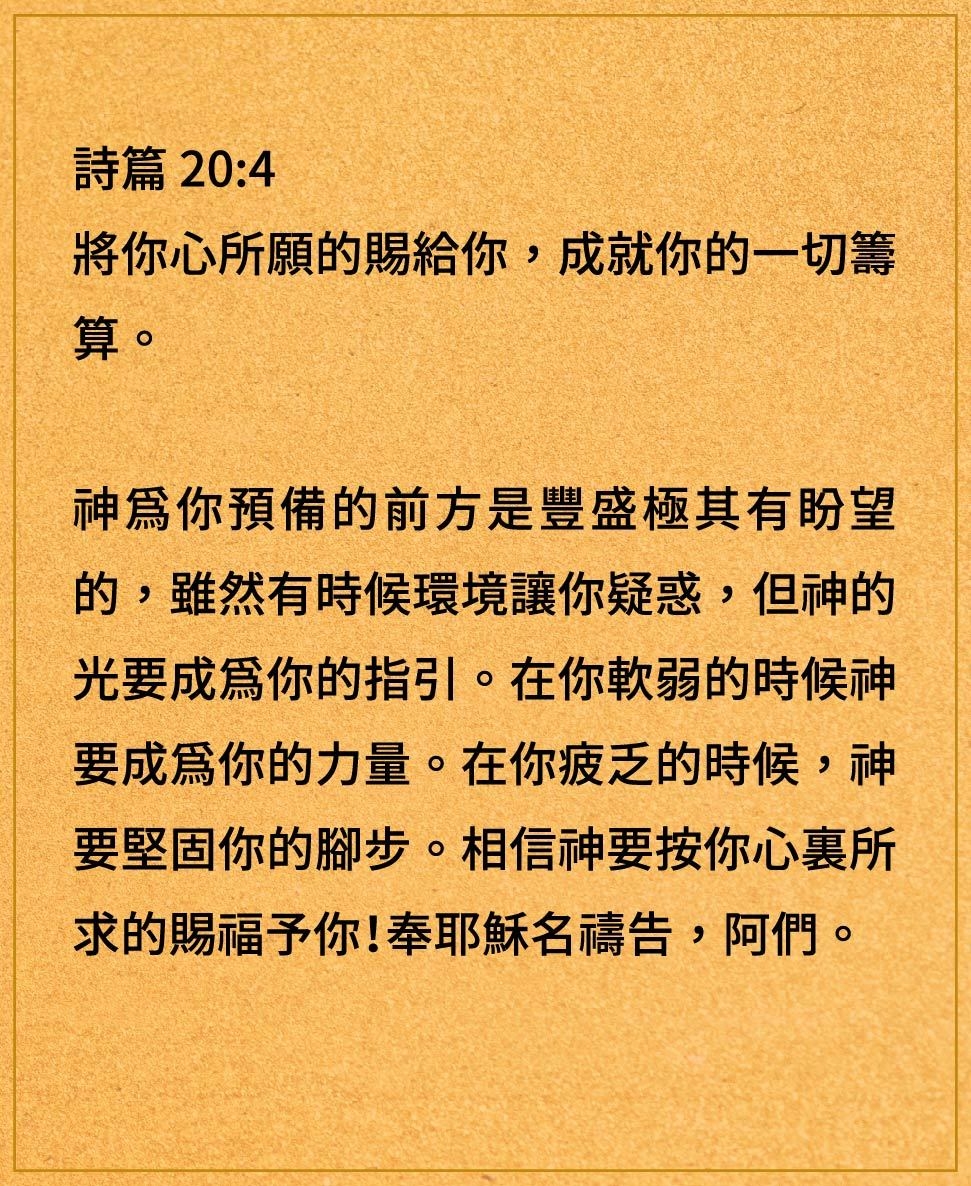 詩篇 20:4
將你心所願的賜給你，成就你的一切籌
算。
神爲你預備的前方是豐盛極其有盼望
的，雖然有時候環境讓你疑惑，但神的
光要成爲你的指引。在你軟弱的時候神
要成爲你的力量。在你疲乏的時候，神
要堅固你的腳步。相信神要按你心裏所
求的賜福予你！奉耶穌名禱告，阿們。